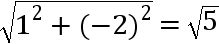 √(1² + (−2)²) = √5